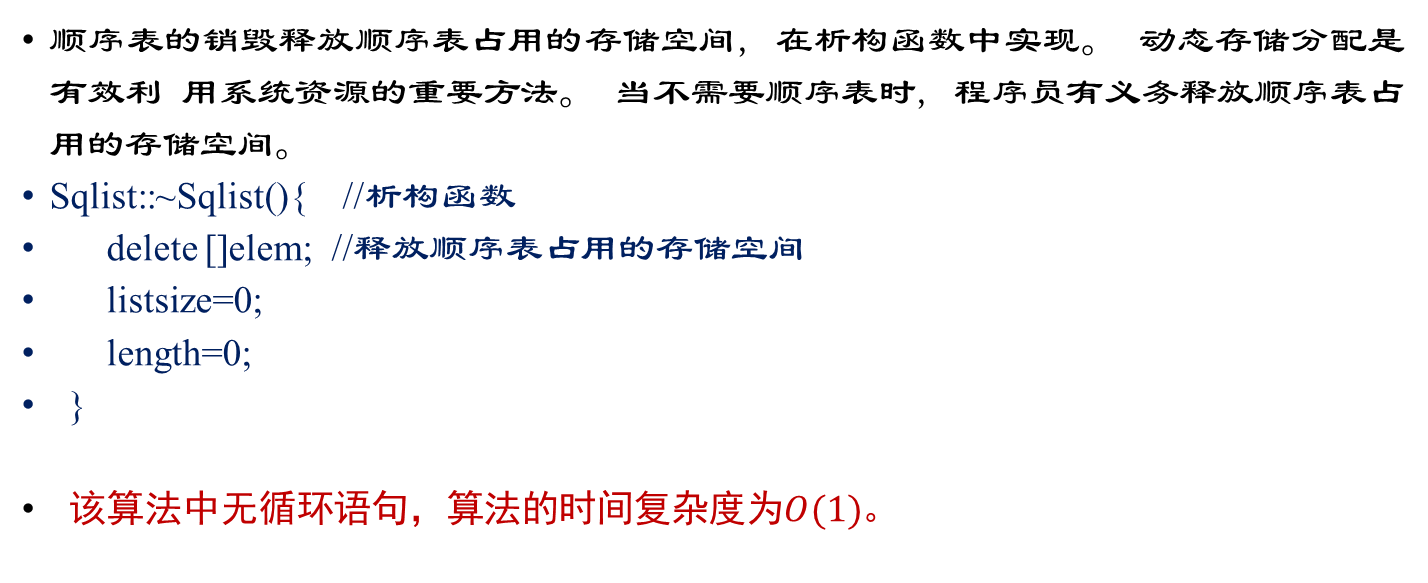 • 顺序表的销毁释放顺序表占用的存储空间，在析构函数中实现。 动态存储分配是
有效利 用系统资源的重要方法。 当不需要顺序表时，程序员有义务释放顺序表占
用的存储空间。
• Sqlist::~Sqlist(){ //析构函数
• delete []elem; //释放顺序表占用的存储空间
• listsize=0;
• length=0;
• }
• 该算法中无循环语句，算法的时间复杂度为O(1)。